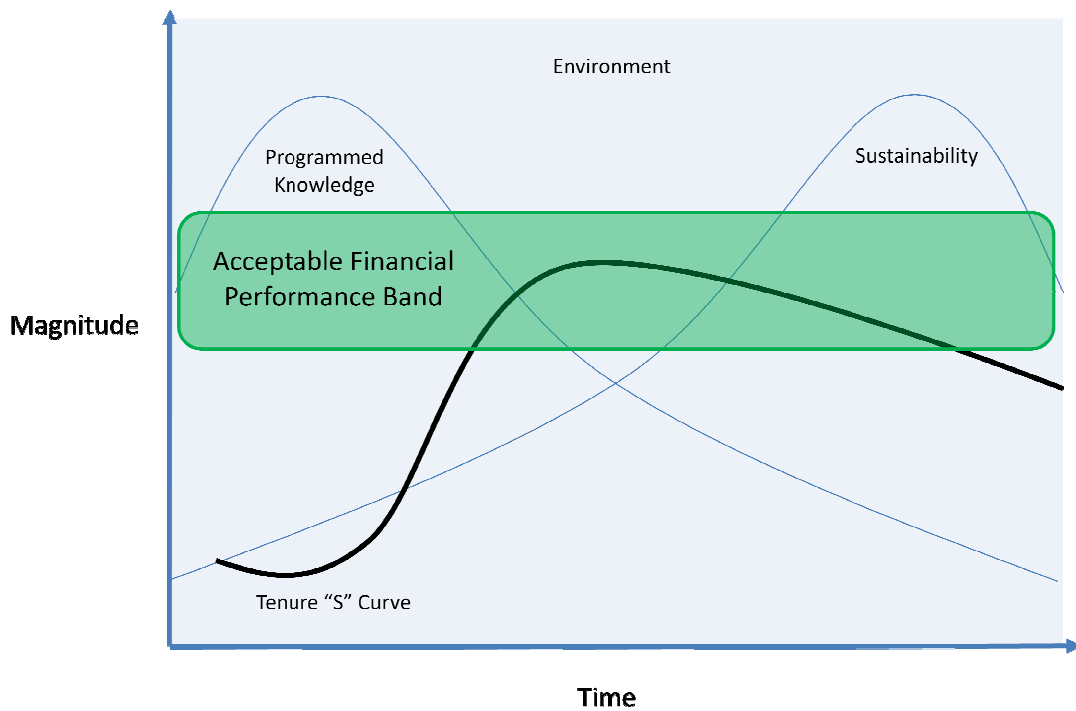 Environment
Programmed
Knowledge
Sustainability
Acceptable Financial
Performance Band
Magnitude
Tenure “S” Curve
Time